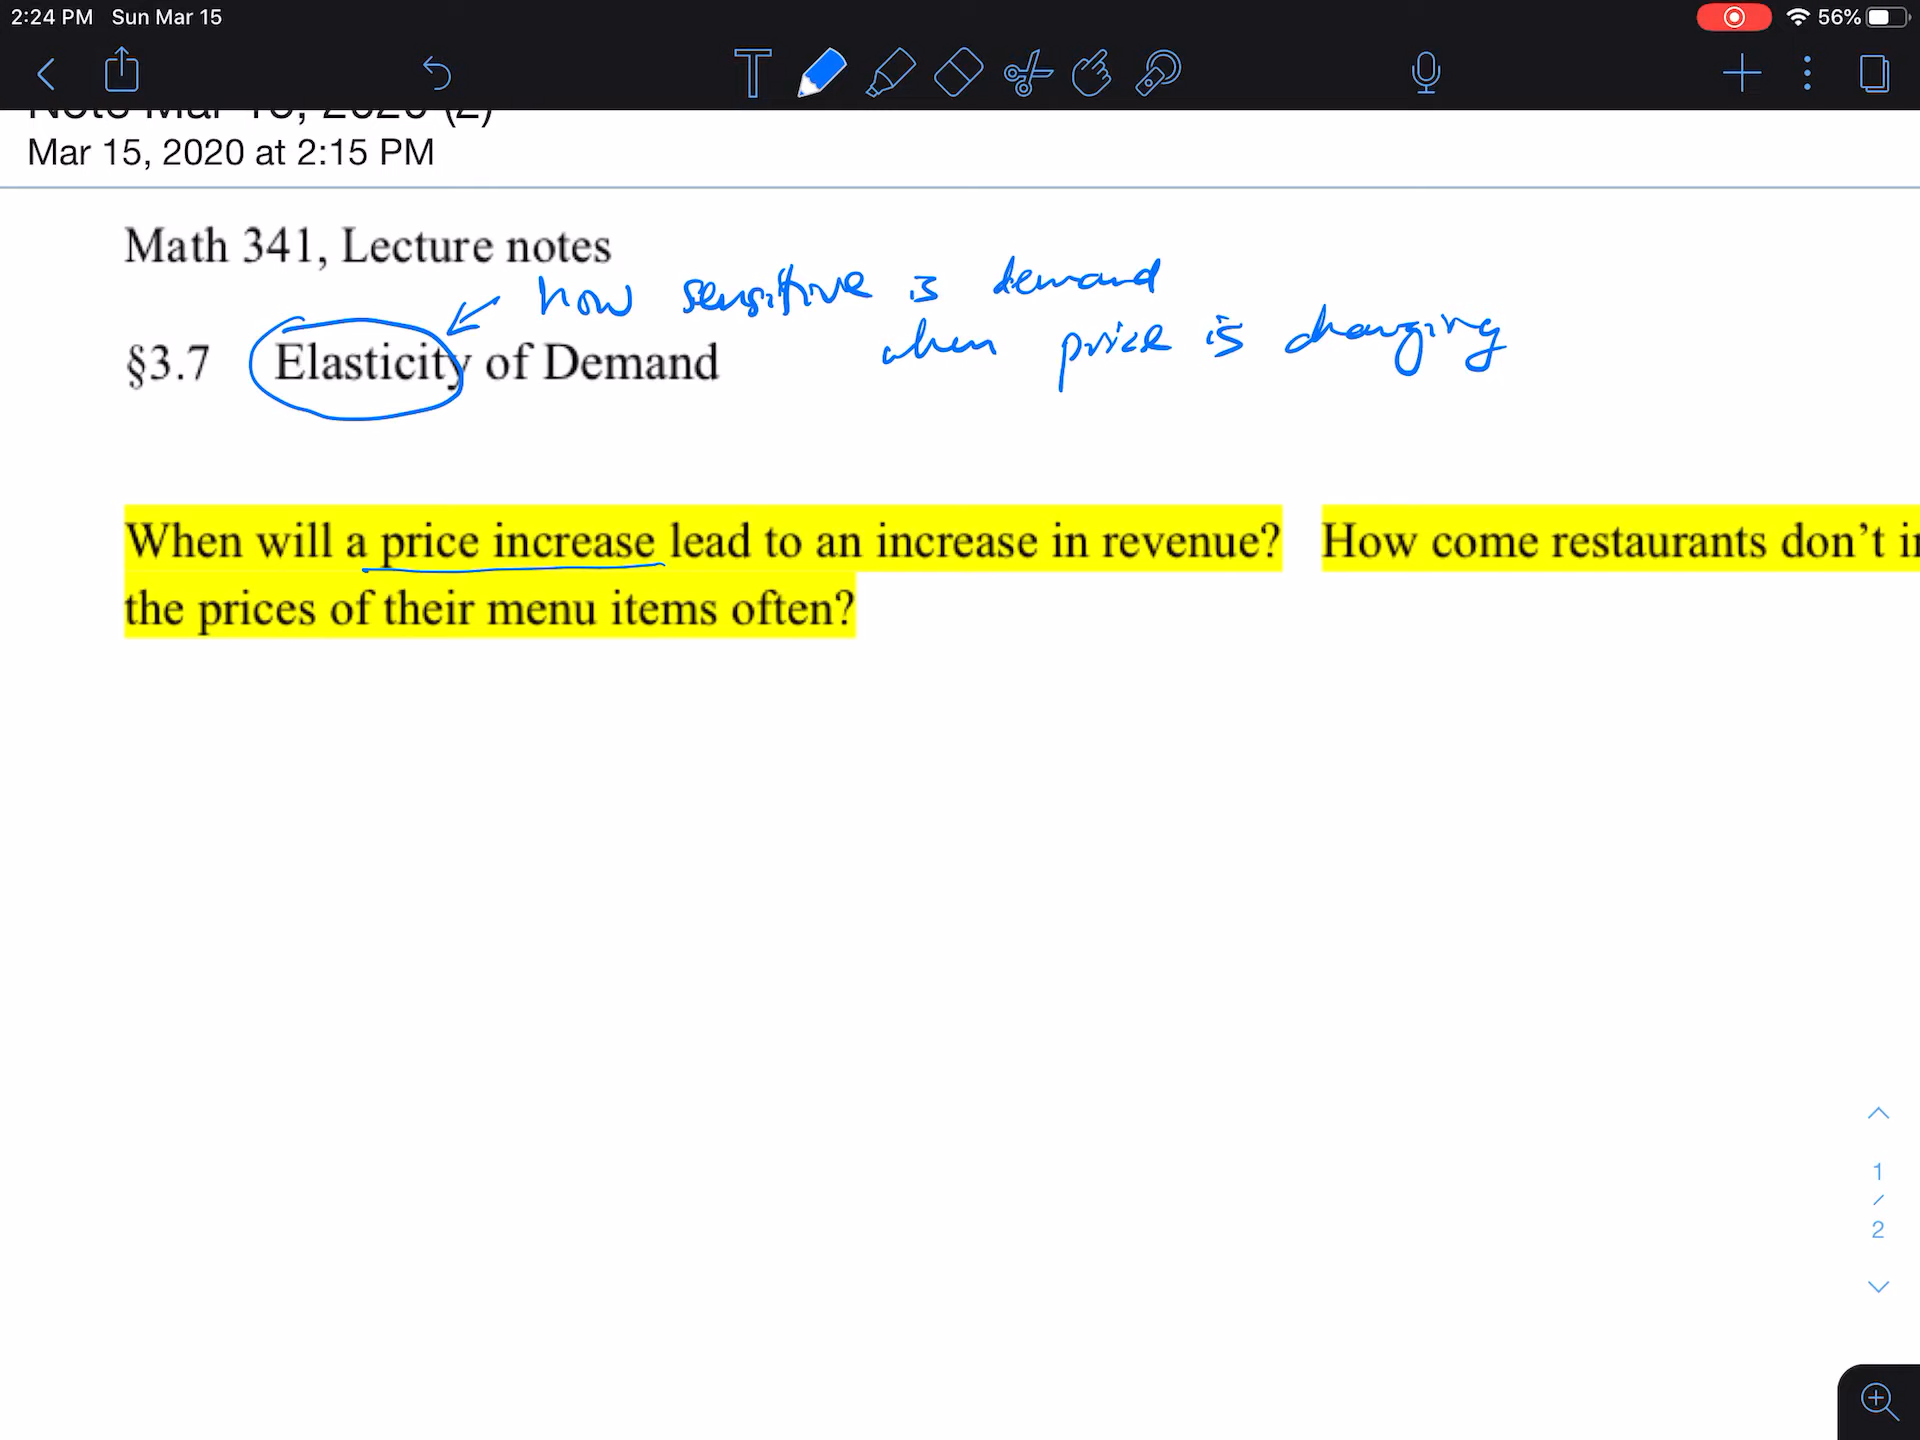 2:24 PM Sun Mar 15
56%
Mar 15, 2020 at 2:15 PM
Math 341, Lecture notes
how sensitive is demand
when price is changing
§3.7 Elasticity of Demand
When will a price increase lead to an increase in revenue? How come restaurants don't
the prices of their menu items often?
1
/
2